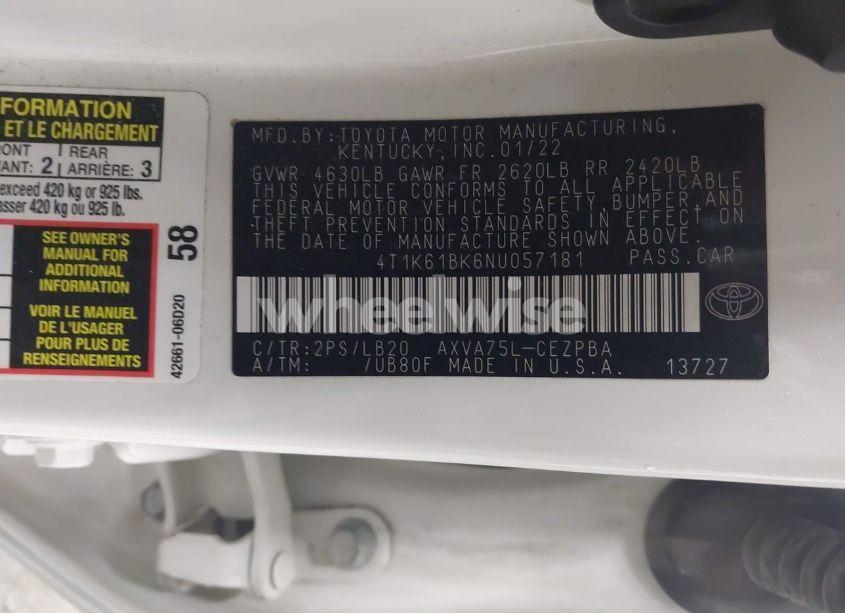 FORMATION
ET LE CHARGEMENT
RONT
ANT: 2
REAR
ARRIÈRE: 3
exceed 420 kg or 925 lbs.
asser 420 kg ou 925 lb.
SEE OWNER'S
MANUAL FOR
ADDITIONAL
INFORMATION
VOIR LE MANUEL
DE L'USAGER
POUR PLUS DE
RENSEIGNEMENTS
42661-06D20
58
MFD.BY:TOYOTA MOTOR MANUFACTURING,
KENTUCKY,INC.01/22
GVWR 4630LB GAWR FR 2620LB RR 2420LB
THIS VEHICLE CONFORMS TO ALL APPLICABLE
FEDERAL MOTOR VEHICLE SAFETY,BUMPER,AND
THEFT PREVENTION STANDARDS IN EFFECT ON
THE DATE OF MANUFACTURE SHOWN ABOVE.
4T1K61BK6NU057181 PASS.CAR
wheelwise
C/TR:2PS/LB20 AXVA75L-CEZPBA
A/TM: /UB80F MADE IN U.S.A. 13727